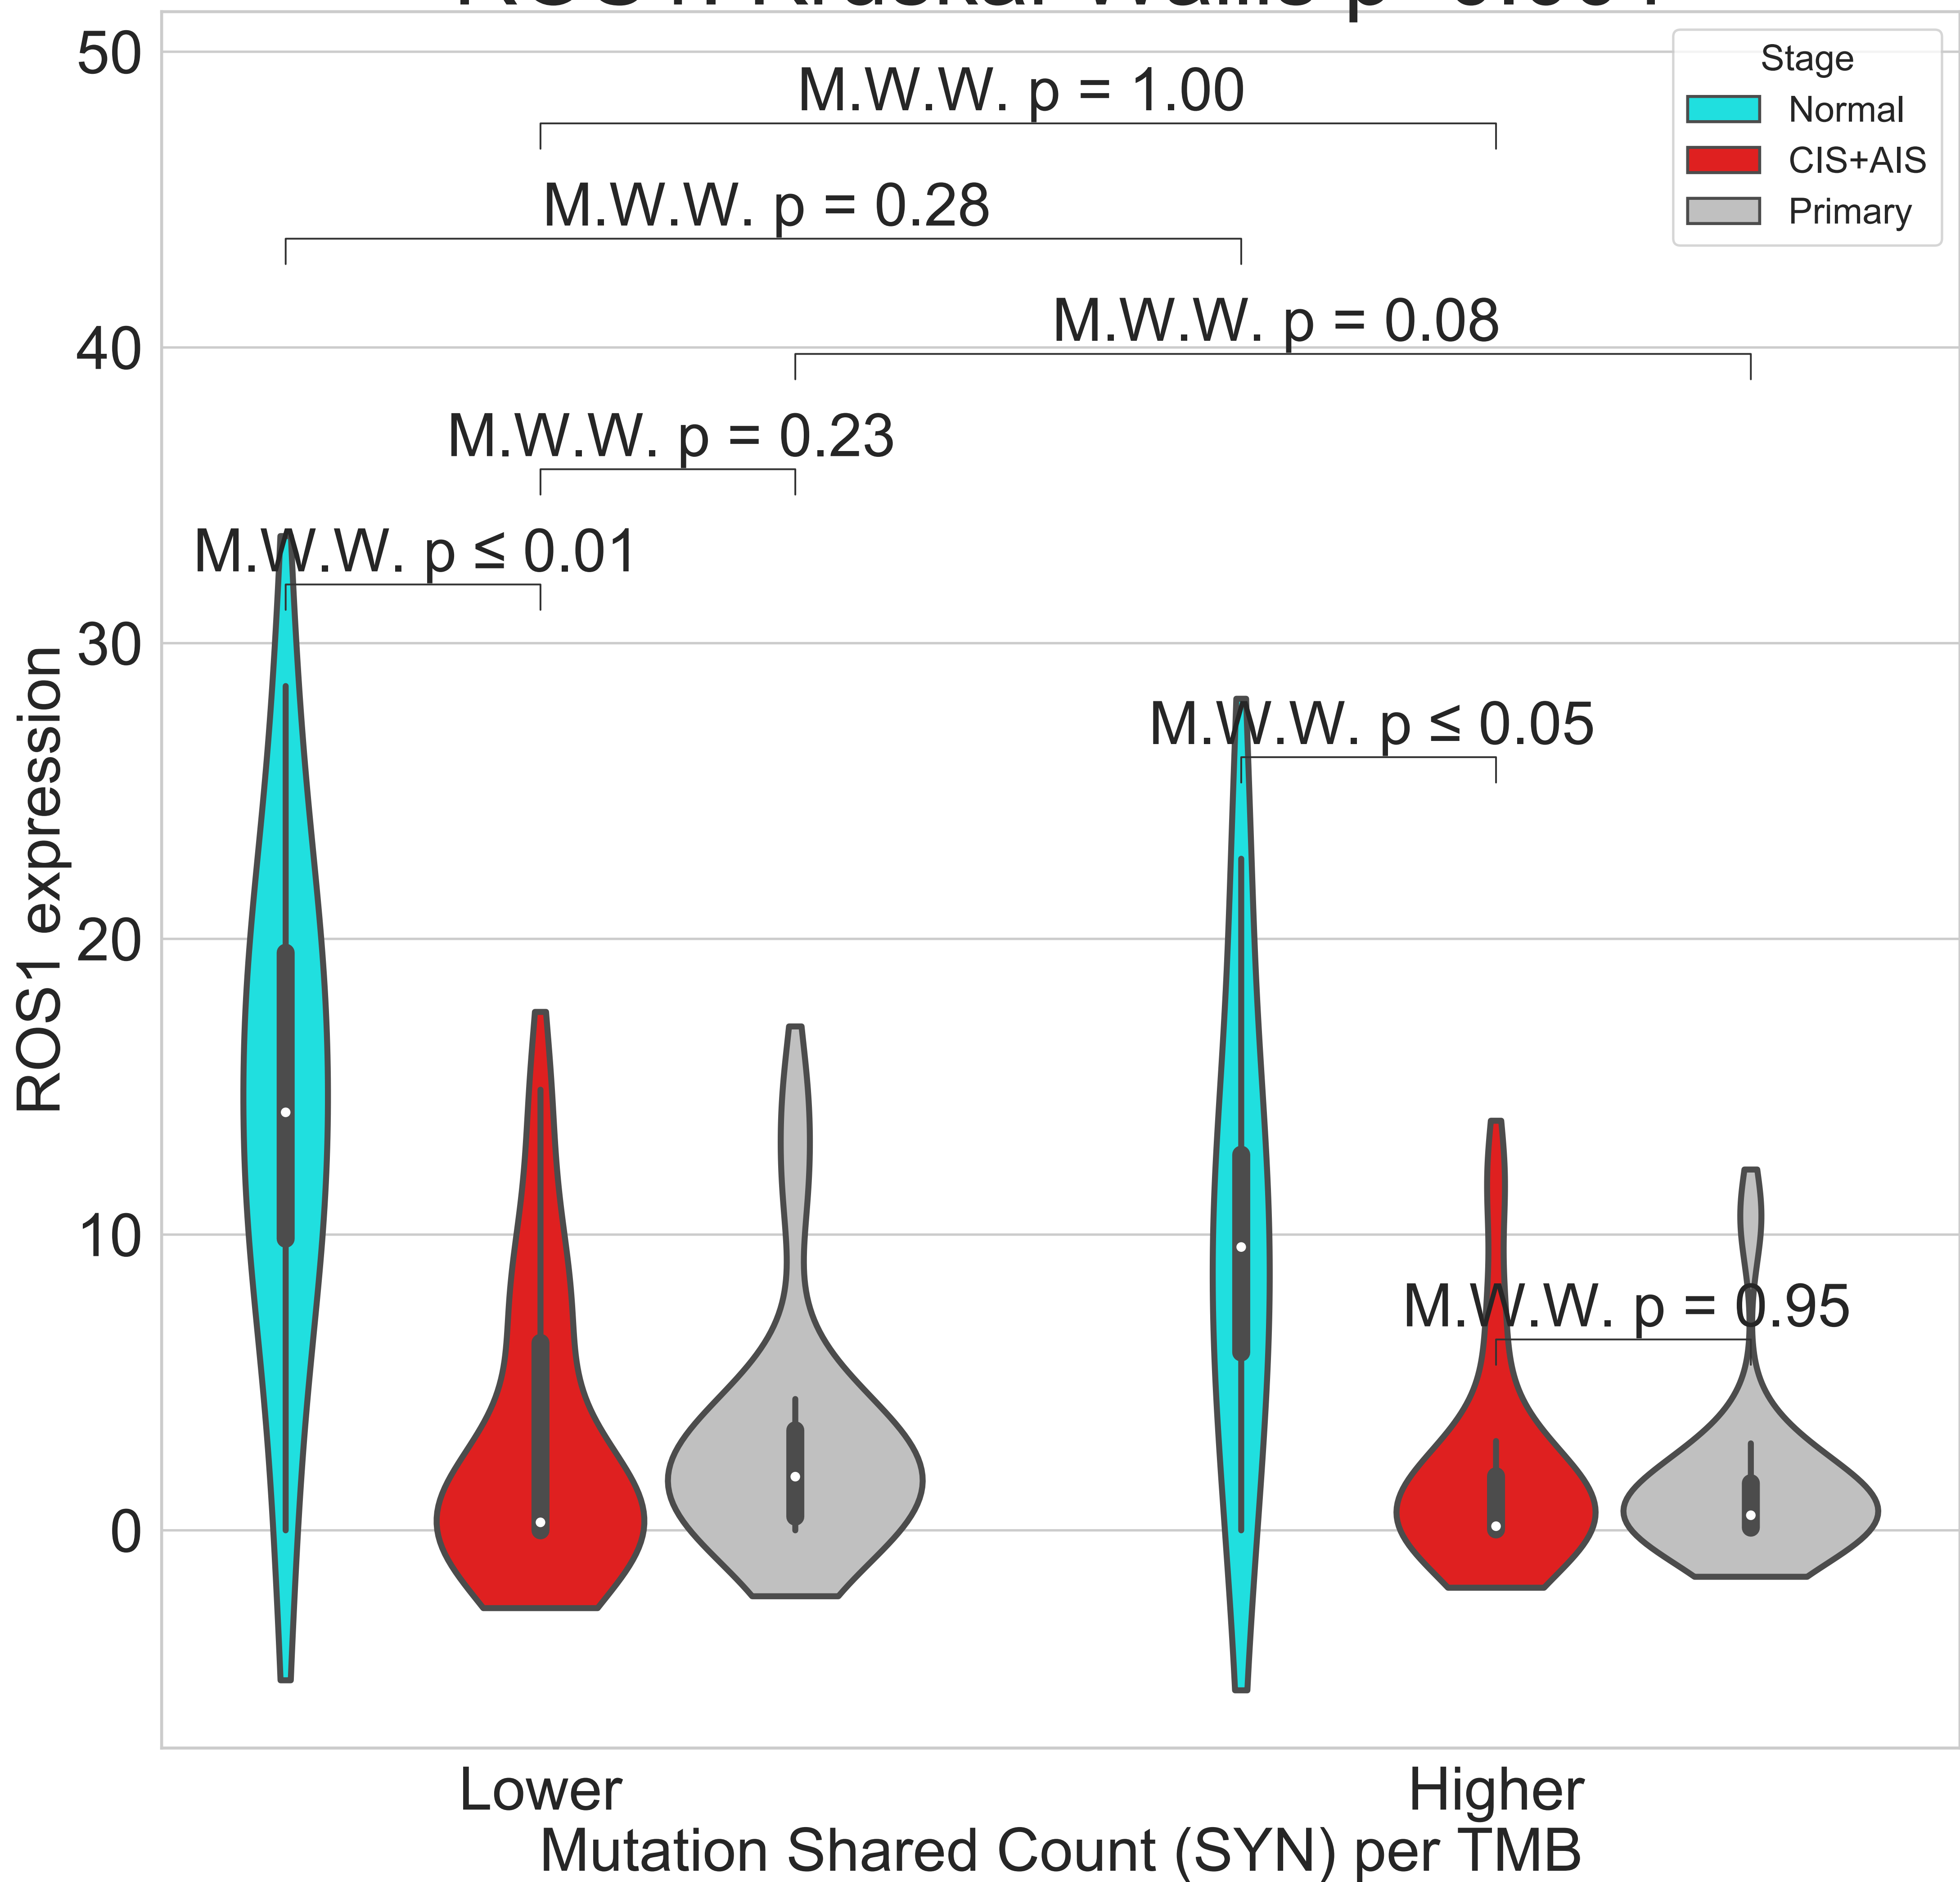 50
M.W.W. p = 1.00
Stage
Normal
CIS+AIS
Primary
M.W.W. p = 0.28
M.W.W. p = 0.08
40
M.W.W. p = 0.23
M.W.W. p ≤ 0.01
30
M.W.W. p ≤ 0.05
ROS1 expression
20
10
M.W.W. p = 0.95
0
Lower
Higher
Mutation Shared Count (SYN) per TMB